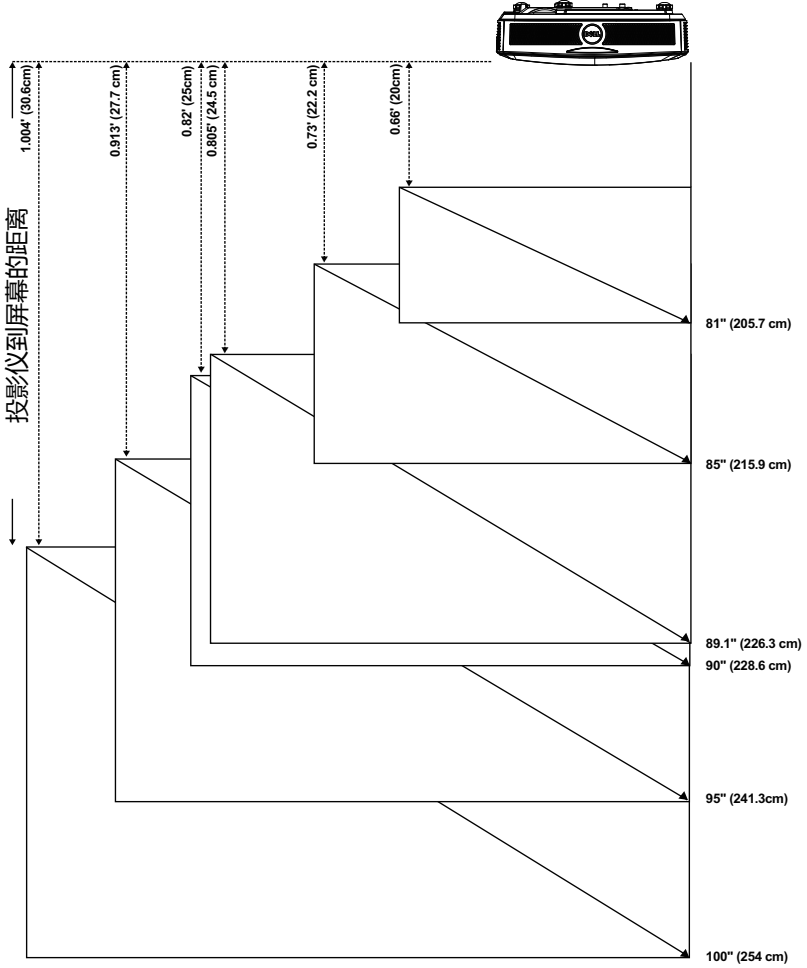 DELL
投影仪到屏幕的距离
1.004' (30.6cm)
0.913' (27.7 cm)
0.82' (25cm)
0.805' (24.5 cm)
0.73' (22.2 cm)
0.66' (20cm)
81" (205.7 cm)
85" (215.9 cm)
89.1" (226.3 cm)
90" (228.6 cm)
95" (241.3cm)
100" (254 cm)